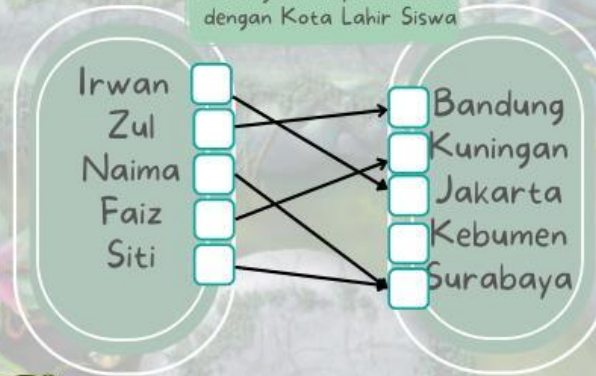 dengan Kota Lahir Siswa
Irwan
Zul
Naima
Faiz
Siti
Bandung
Kuningan
Jakarta
Kebumen
Surabaya